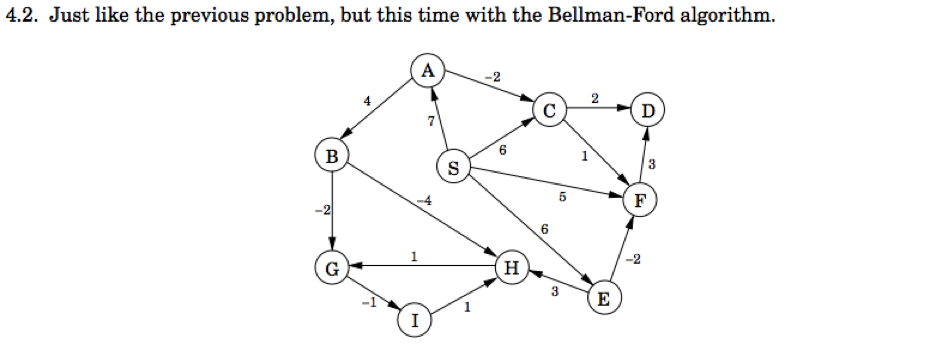 4.2. Just like the previous problem, but this time with the Bellman-Ford algorithm.
A
-2
4
C
2
D
7
B
6
1
S
3
-4
5
F
-2
6
1
-2
G
H
3
E
-1
1
I